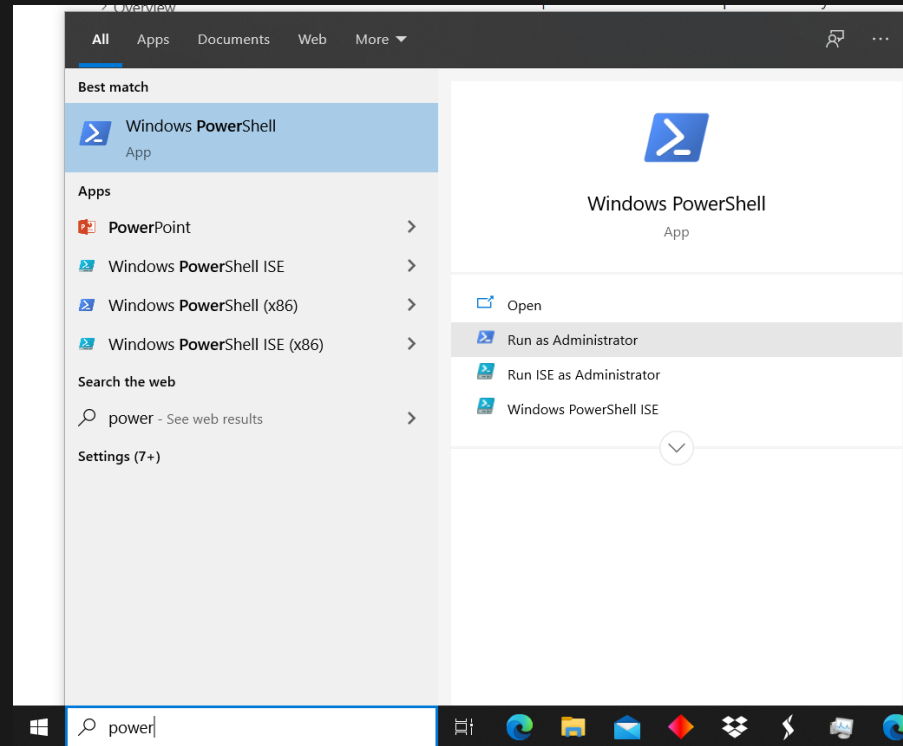 Overview
All Apps Documents Web More
Best match
Windows PowerShell
App
Apps
PowerPoint
Windows PowerShell ISE
Windows PowerShell (x86)
Windows PowerShell ISE (x86)
Search the web
power - See web results
Settings (7+)
Windows PowerShell
App
Open
Run as Administrator
Run ISE as Administrator
Windows PowerShell ISE
power